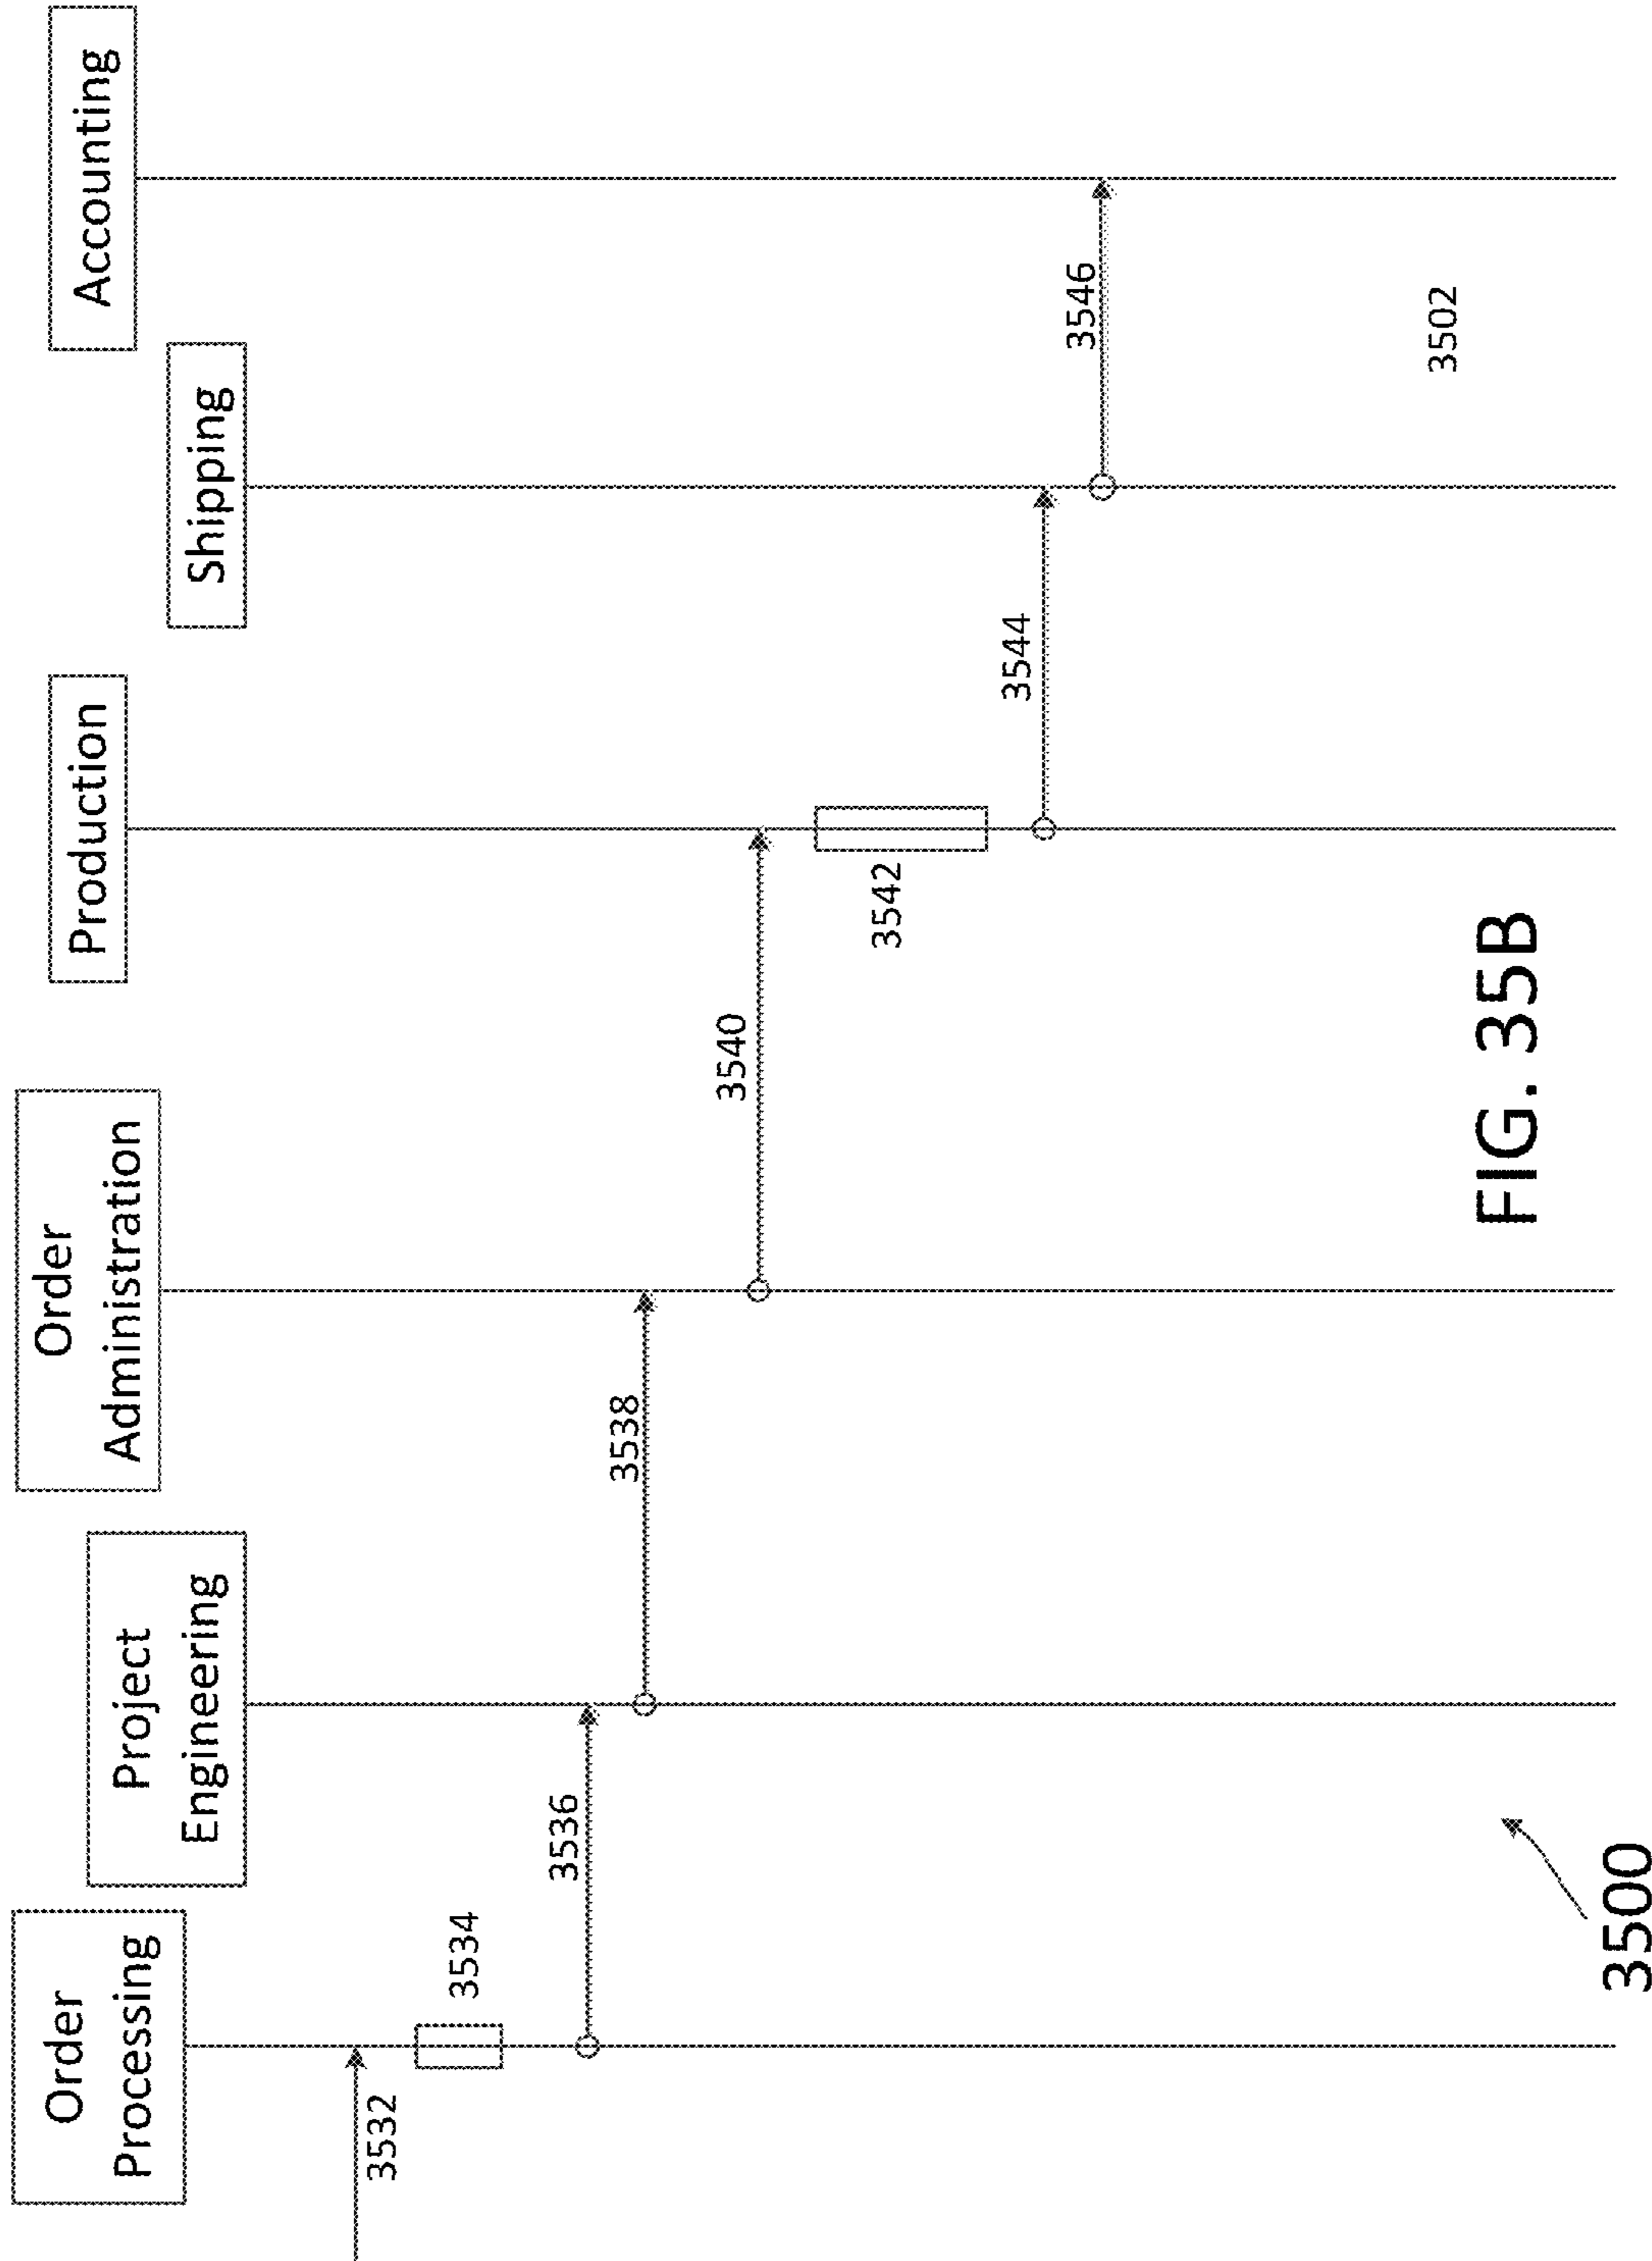 Order
Processing
Project
Engineering
Order
Administration
Production
Shipping
Accounting
3532
3534
3536
3538
3540
3542
3544
3546
3502
3500
FIG. 35B